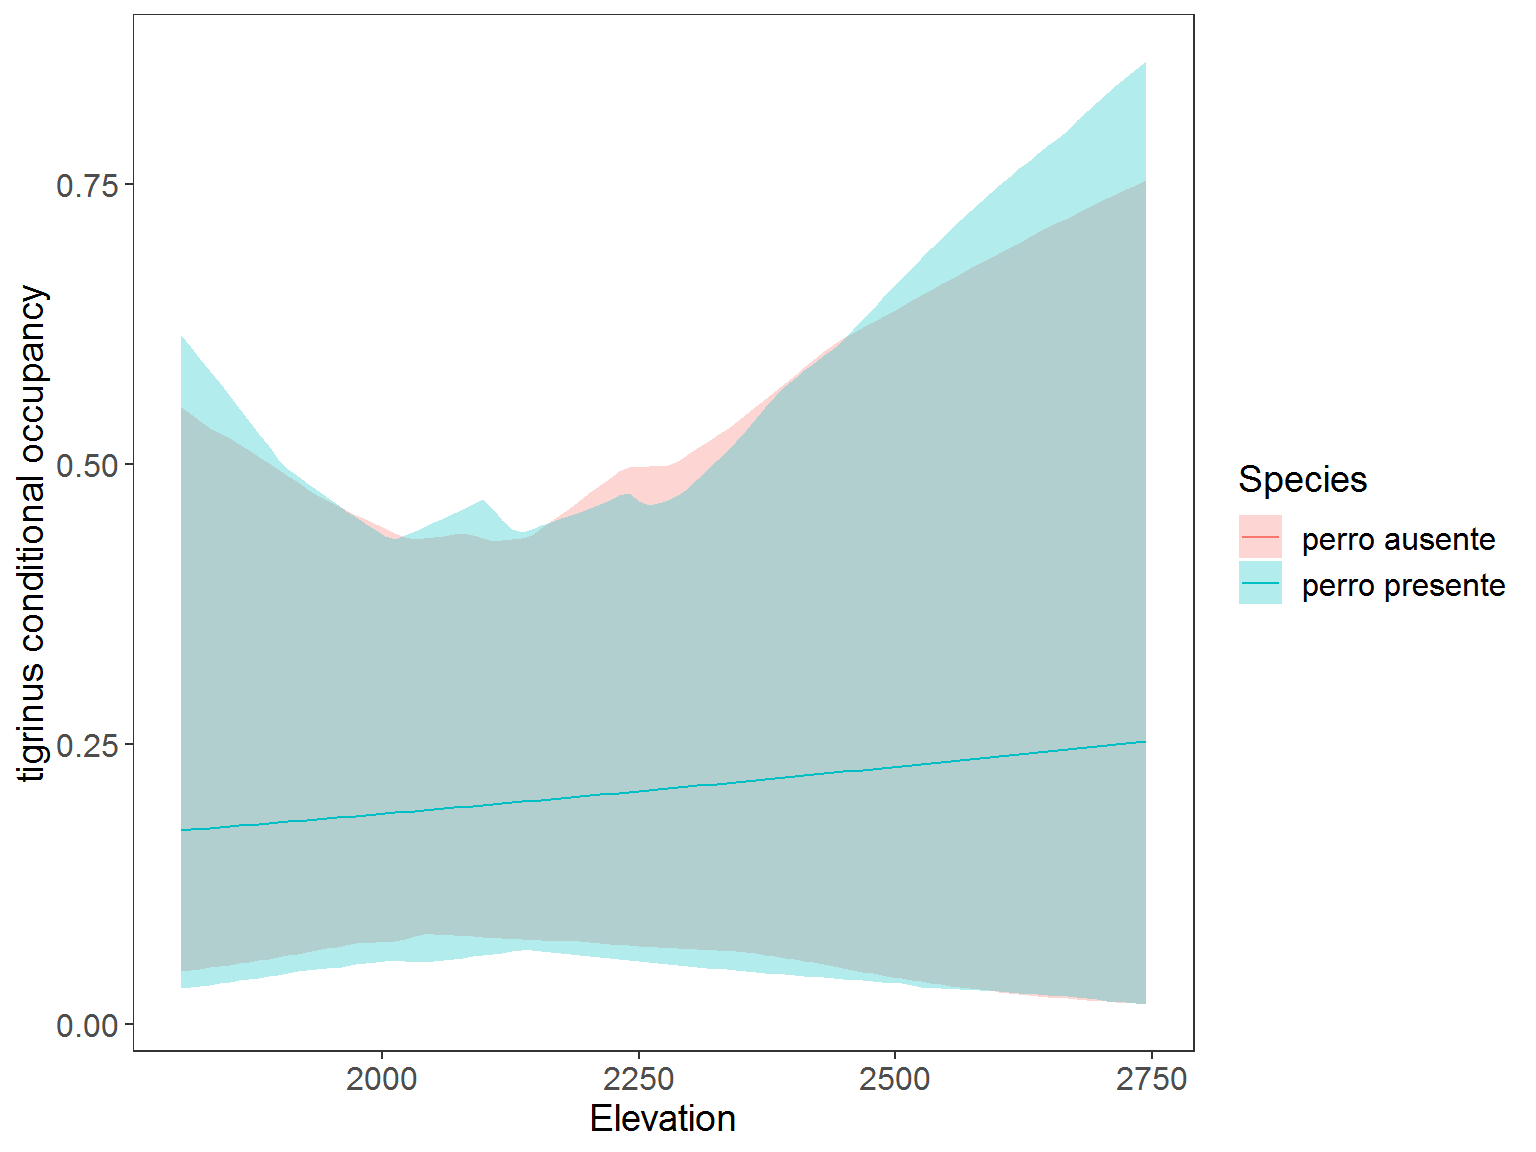 tigrinus conditional occupancy
0.75
0.50
0.25
0.00
2000 2250 2500 2750
Elevation
Species
perro ausente
perro presente